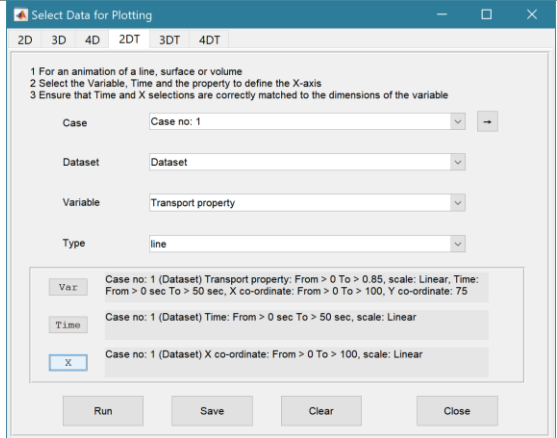 Select Data for Plotting
2D 3D 4D 2DT 3DT 4DT
1 For an animation of a line, surface or volume
2 Select the Variable, Time and the property to define the X-axis
3 Ensure that Time and X selections are correctly matched to the dimensions of the variable
Case Case no: 1 →
Dataset Dataset
Variable Transport property
Type line
Var Case no: 1 (Dataset) Transport property: From > 0 To > 0.85, scale: Linear, Time:
From > 0 sec To > 50 sec, X co-ordinate: From > 0 To > 100, Y co-ordinate: 75
Time Case no: 1 (Dataset) Time: From > 0 sec To > 50 sec, scale: Linear
X Case no: 1 (Dataset) X co-ordinate: From > 0 To > 100, scale: Linear
Run Save Clear Close